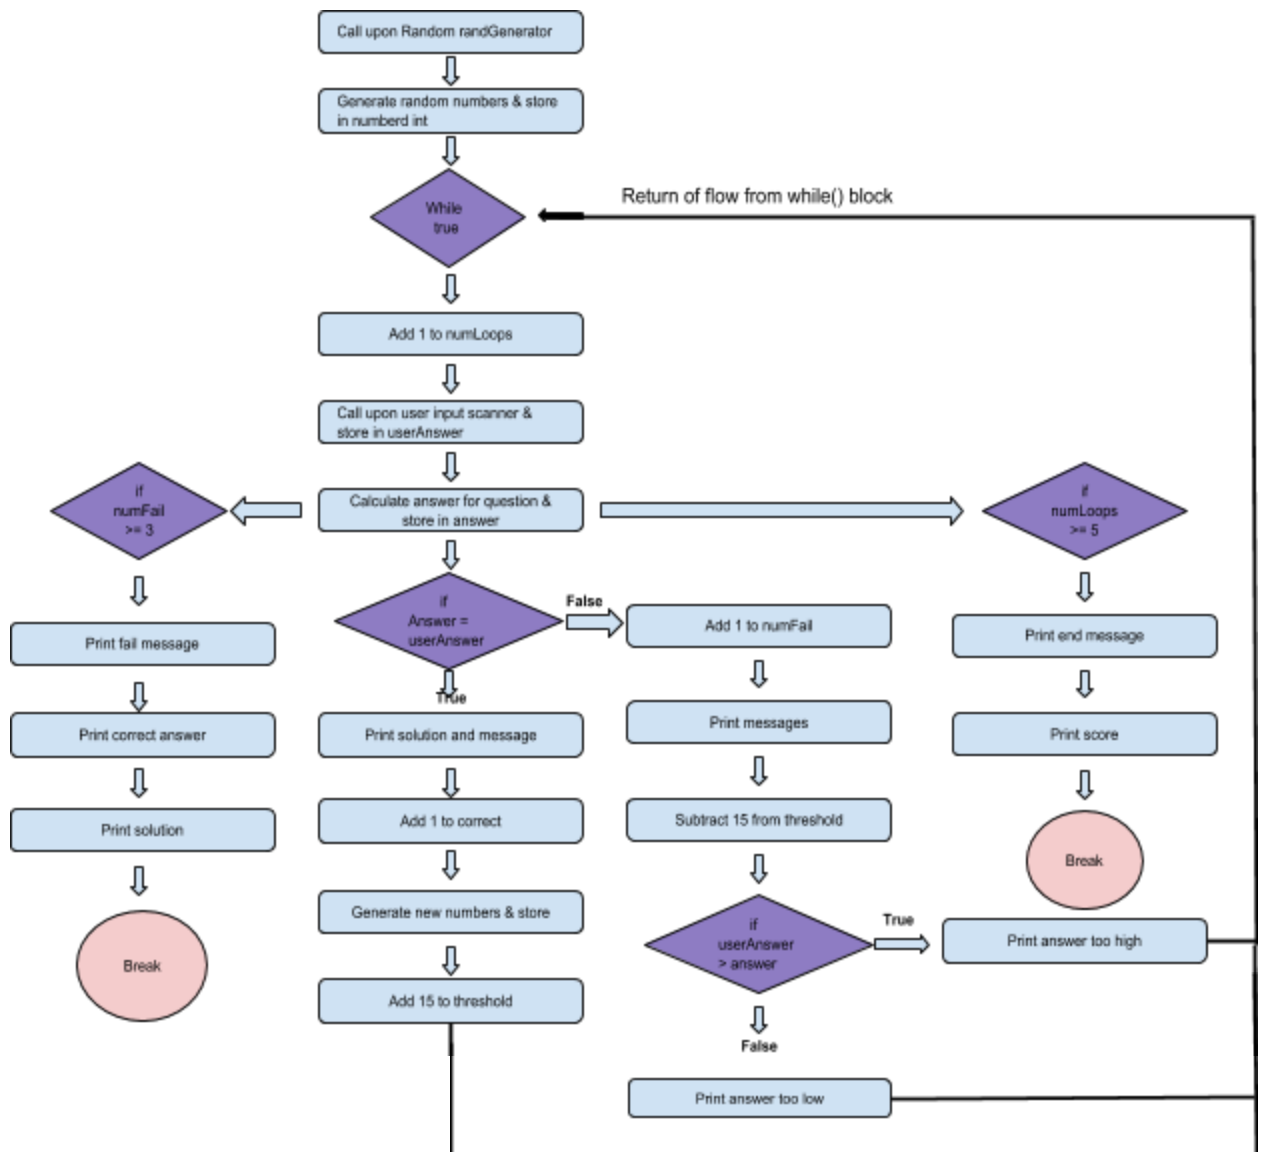 Call upon Random randGenerator
Generate random numbers & store
in numberd int
While
true
Return of flow from while() block
Add 1 to numLoops
Call upon user input scanner &
store in userAnswer
if
numFail
>= 3
Calculate answer for question &
store in answer
if
numLoops
>= 5
if
Answer =
userAnswer
False
Add 1 to numFail
Print fail message
Print end message
True
Print correct answer
Print solution and message
Print messages
Print score
Print solution
Add 1 to correct
Subtract 15 from threshold
Break
Generate new numbers & store
if
userAnswer
> answer
True
Print answer too high
Break
Add 15 to threshold
False
Print answer too low